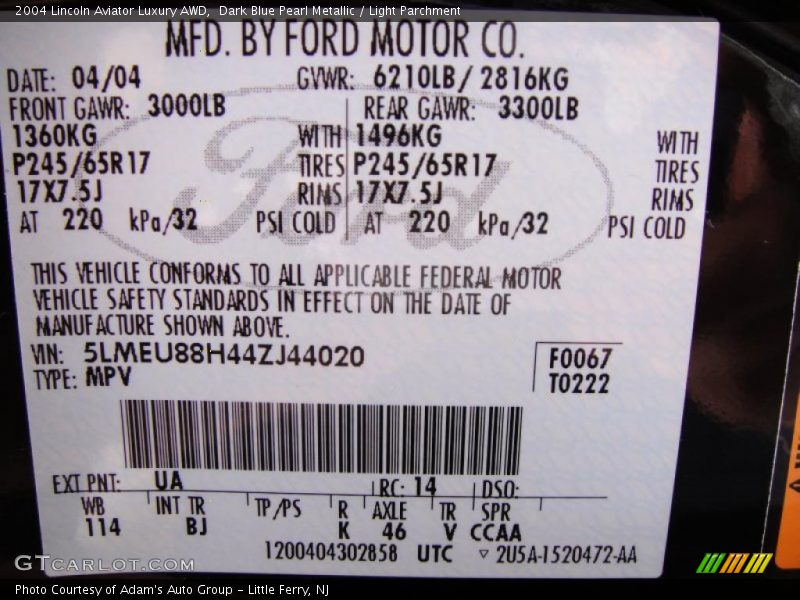 2004 Lincoln Aviator Luxury AWD,  Dark Blue Pearl Metallic / Light Parchment
MFD. BY FORD MOTOR CO.
DATE: 04/04 GVWR: 6210LB/ 2816KG
FRONT GAWR: 3000LB REAR GAWR: 3300LB
1360KG WITH 1496KG WITH
P245/65R17 TIRES P245/65R17 TIRES
17X7.5J RIMS 17X7.5J RIMS
AT 220 kPa/32 PSI COLD AT 220 kPa/32 PSI COLD
Ford
THIS VEHICLE CONFORMS TO ALL APPLICABLE FEDERAL MOTOR
VEHICLE SAFETY STANDARDS IN EFFECT ON THE DATE OF
MANUFACTURE SHOWN ABOVE.
VIN: 5LMEU88H44ZJ44020 F0067
TYPE: MPV T0222
EXT PNT: UA RC: 14 DSO:
WB INT TR TP/PS R AXLE TR SPR
114 BJ K 46 V CCAA
1200404302858 UTC ▽ 2U5A-1520472-AA
GTCarlot.com
Photo Courtesy of Adam's Auto Group - Little Ferry, NJ